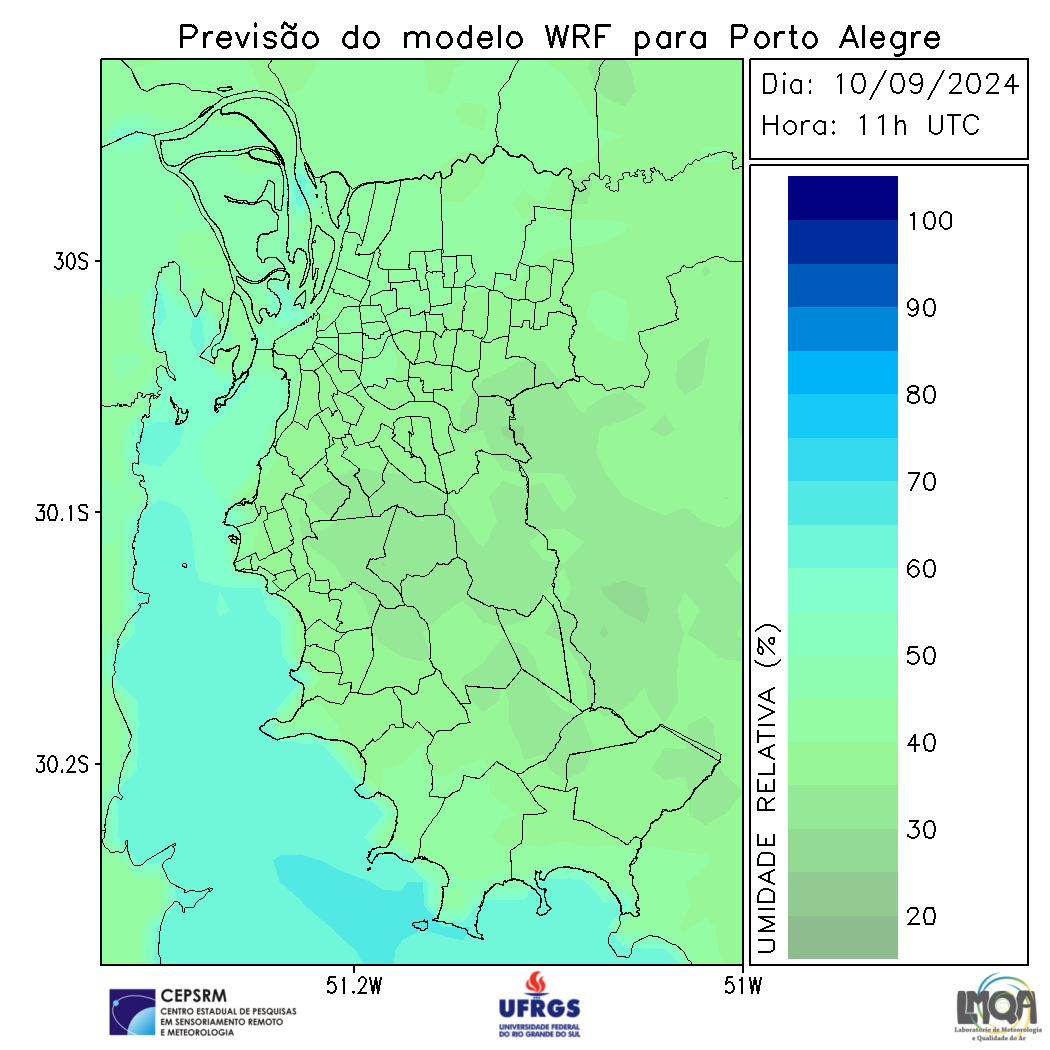 Previsão do modelo WRF para Porto Alegre
Dia: 10/09/2024
Hora: 11h UTC
30S
30.1S
30.2S
51.2W
51W
100
90
80
70
60
50
40
30
20
UMIDADE RELATIVA (%)
CEPSRM
CENTRO ESTADUAL DE PESQUISAS
EM SENSORIAMENTO REMOTO
E METEOROLOGIA
UFRGS
UNIVERSIDADE FEDERAL
DO RIO GRANDE DO SUL
LMQA
Laboratório de Meteorologia
e Qualidade do Ar